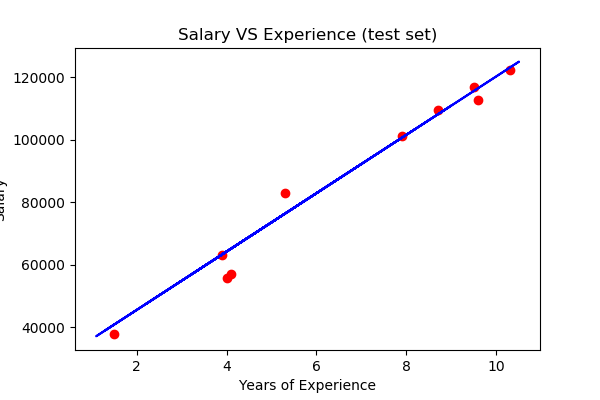 Salary VS Experience (test set)
120000
100000
80000
60000
40000
Salary
2 4 6 8 10
Years of Experience